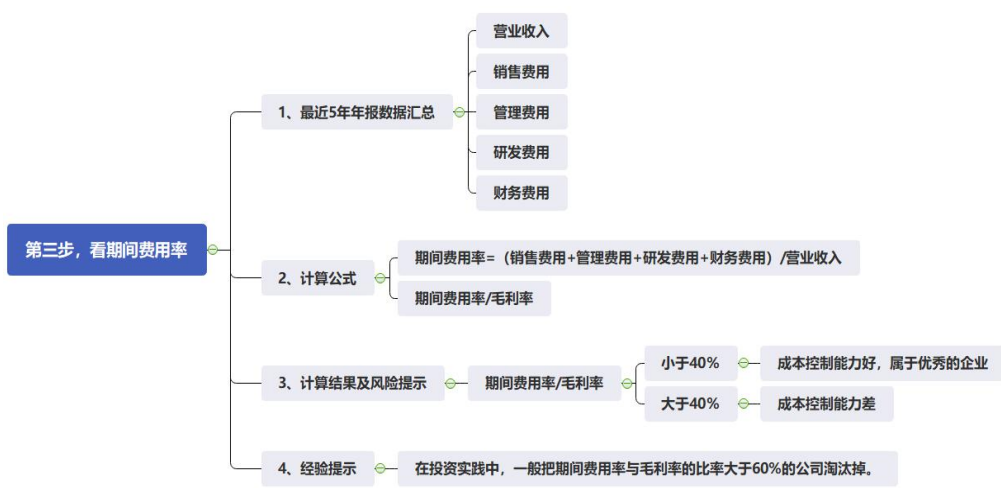 第三步，看期间费用率
1、最近5年年报数据汇总
营业收入
销售费用
管理费用
研发费用
财务费用
2、计算公式
期间费用率=（销售费用+管理费用+研发费用+财务费用）/营业收入
期间费用率/毛利率
3、计算结果及风险提示
期间费用率/毛利率
小于40%
成本控制能力好，属于优秀的企业
大于40%
成本控制能力差
4、经验提示
在投资实践中，一般把期间费用率与毛利率的比率大于60%的公司淘汰掉。